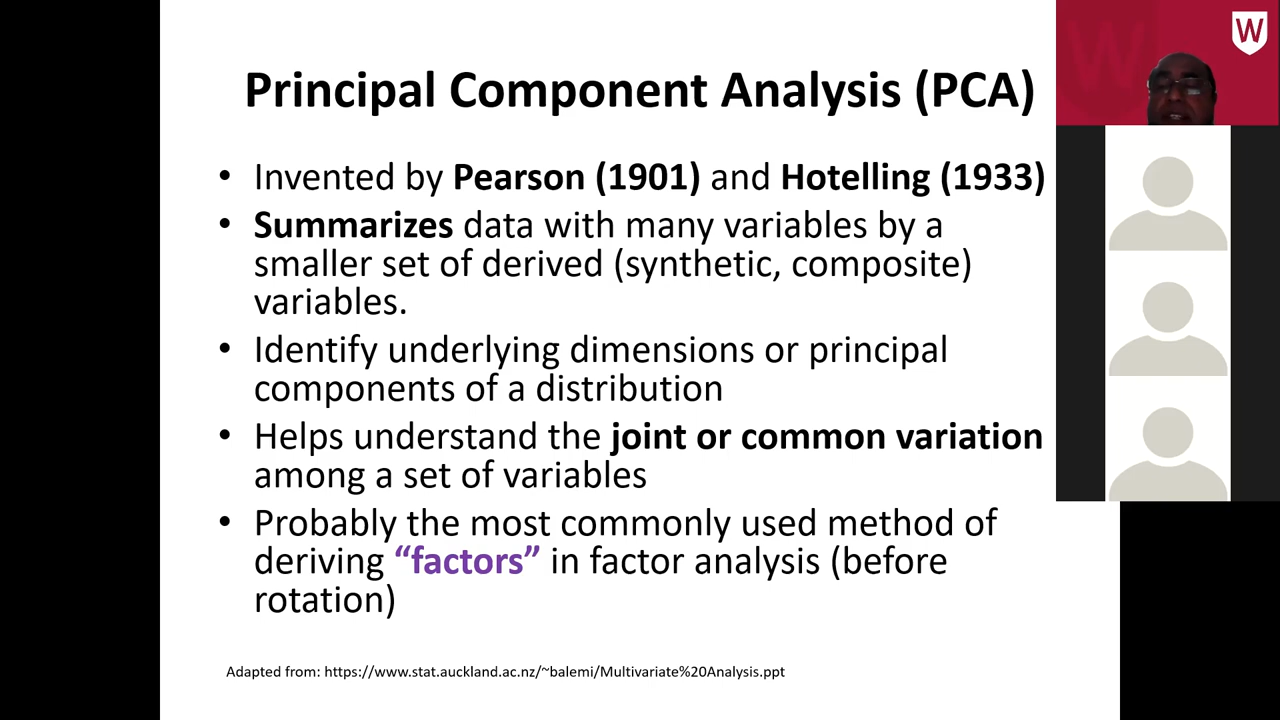 Principal Component Analysis (PCA)
• Invented by Pearson (1901) and Hotelling (1933)
• Summarizes data with many variables by a
smaller set of derived (synthetic, composite)
variables.
• Identify underlying dimensions or principal
components of a distribution
• Helps understand the joint or common variation
among a set of variables
• Probably the most commonly used method of
deriving “factors” in factor analysis (before
rotation)
Adapted from: https://www.stat.auckland.ac.nz/~balemi/Multivariate%20Analysis.ppt
W
W